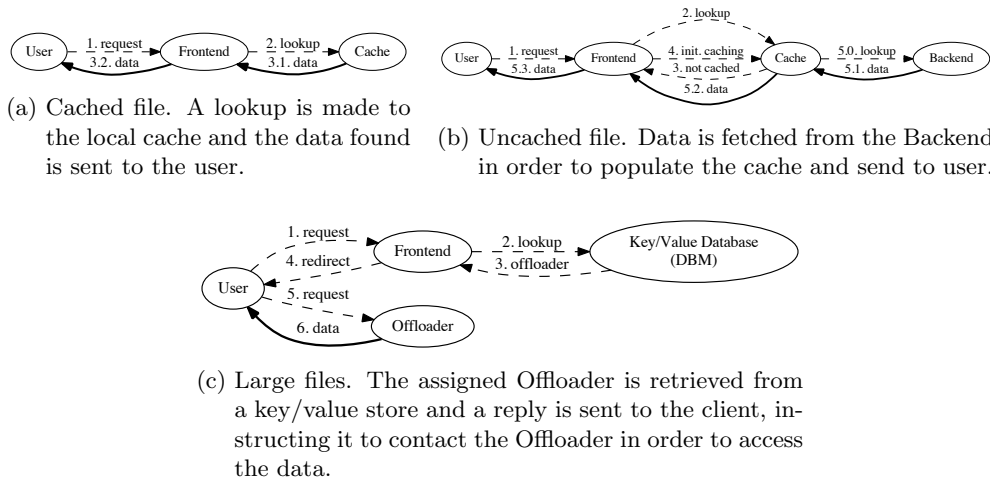 User
1. request
3.2. data
Frontend
2. lookup
3.1. data
Cache
(a) Cached file. A lookup is made to
the local cache and the data found
is sent to the user.
User
1. request
5.3. data
Frontend
2. lookup
4. init. caching
3. not cached
5.2. data
Cache
5.0. lookup
5.1. data
Backend
(b) Uncached file. Data is fetched from the Backend
in order to populate the cache and send to user.
User
1. request
4. redirect
5. request
6. data
Frontend
2. lookup
3. offloader
Key/Value Database
(DBM)
Offloader
(c) Large files. The assigned Offloader is retrieved from
a key/value store and a reply is sent to the client, in-
structing it to contact the Offloader in order to access
the data.